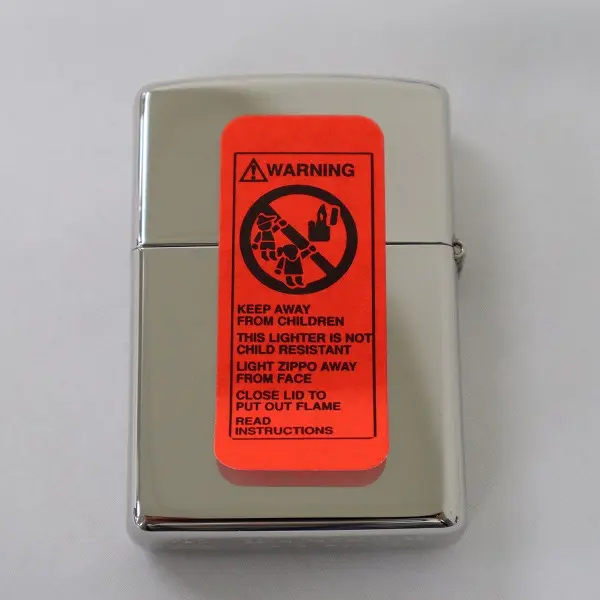 WARNING
KEEP AWAY
FROM CHILDREN
THIS LIGHTER IS NOT
CHILD RESISTANT
LIGHT ZIPPO AWAY
FROM FACE
CLOSE LID TO
PUT OUT FLAME
READ
INSTRUCTIONS